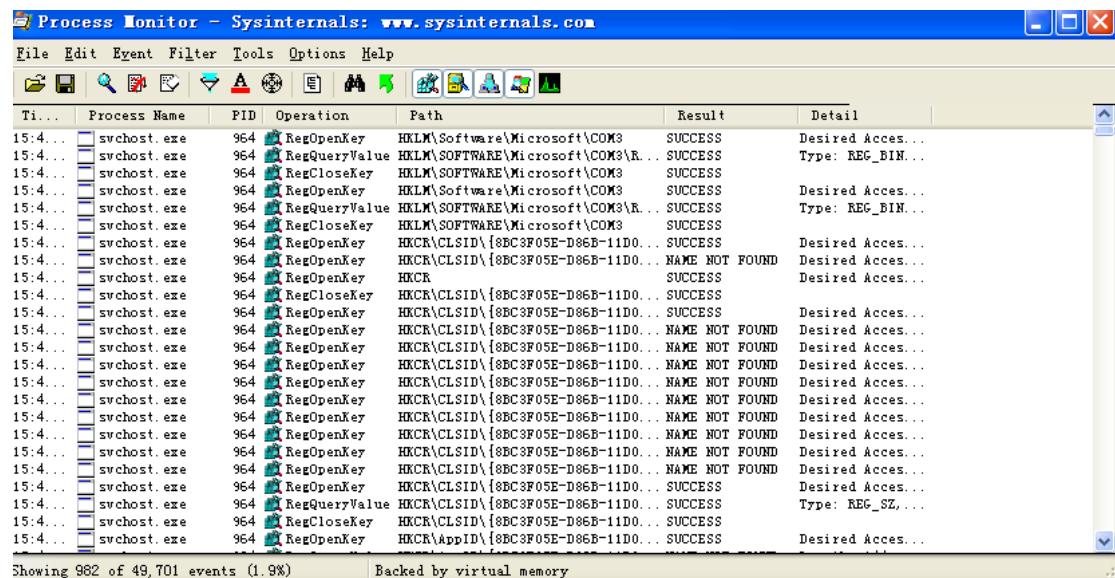 Process Monitor - Sysinternals: www.sysinternals.com
File Edit Event Filter Tools Options Help
Ti... Process Name PID Operation Path Result Detail
15:4... svchost.exe 964 RegOpenKey HKLM\Software\Microsoft\COM3 SUCCESS Desired Acces...
15:4... svchost.exe 964 RegQueryValue HKLM\SOFTWARE\Microsoft\COM3\R... SUCCESS Type: REG_BIN...
15:4... svchost.exe 964 RegCloseKey HKLM\SOFTWARE\Microsoft\COM3 SUCCESS
15:4... svchost.exe 964 RegOpenKey HKLM\Software\Microsoft\COM3 SUCCESS Desired Acces...
15:4... svchost.exe 964 RegQueryValue HKLM\SOFTWARE\Microsoft\COM3\R... SUCCESS Type: REG_BIN...
15:4... svchost.exe 964 RegCloseKey HKLM\SOFTWARE\Microsoft\COM3 SUCCESS
15:4... svchost.exe 964 RegOpenKey HKCR\CLSID\{8BC3F05E-D86B-11D0... SUCCESS Desired Acces...
15:4... svchost.exe 964 RegOpenKey HKCR\CLSID\{8BC3F05E-D86B-11D0... NAME NOT FOUND Desired Acces...
15:4... svchost.exe 964 RegOpenKey HKCR SUCCESS Desired Acces...
15:4... svchost.exe 964 RegCloseKey HKCR\CLSID\{8BC3F05E-D86B-11D0... SUCCESS
15:4... svchost.exe 964 RegOpenKey HKCR\CLSID\{8BC3F05E-D86B-11D0... SUCCESS Desired Acces...
15:4... svchost.exe 964 RegOpenKey HKCR\CLSID\{8BC3F05E-D86B-11D0... NAME NOT FOUND Desired Acces...
15:4... svchost.exe 964 RegOpenKey HKCR\CLSID\{8BC3F05E-D86B-11D0... NAME NOT FOUND Desired Acces...
15:4... svchost.exe 964 RegOpenKey HKCR\CLSID\{8BC3F05E-D86B-11D0... NAME NOT FOUND Desired Acces...
15:4... svchost.exe 964 RegOpenKey HKCR\CLSID\{8BC3F05E-D86B-11D0... NAME NOT FOUND Desired Acces...
15:4... svchost.exe 964 RegOpenKey HKCR\CLSID\{8BC3F05E-D86B-11D0... NAME NOT FOUND Desired Acces...
15:4... svchost.exe 964 RegOpenKey HKCR\CLSID\{8BC3F05E-D86B-11D0... NAME NOT FOUND Desired Acces...
15:4... svchost.exe 964 RegOpenKey HKCR\CLSID\{8BC3F05E-D86B-11D0... NAME NOT FOUND Desired Acces...
15:4... svchost.exe 964 RegOpenKey HKCR\CLSID\{8BC3F05E-D86B-11D0... NAME NOT FOUND Desired Acces...
15:4... svchost.exe 964 RegOpenKey HKCR\CLSID\{8BC3F05E-D86B-11D0... SUCCESS Desired Acces...
15:4... svchost.exe 964 RegQueryValue HKCR\CLSID\{8BC3F05E-D86B-11D0... SUCCESS Type: REG_SZ,...
15:4... svchost.exe 964 RegCloseKey HKCR\CLSID\{8BC3F05E-D86B-11D0... SUCCESS
15:4... svchost.exe 964 RegOpenKey HKCR\AppID\{8BC3F05E-D86B-11D0... SUCCESS Desired Acces...
Showing 982 of 49,701 events (1.9%) Backed by virtual memory